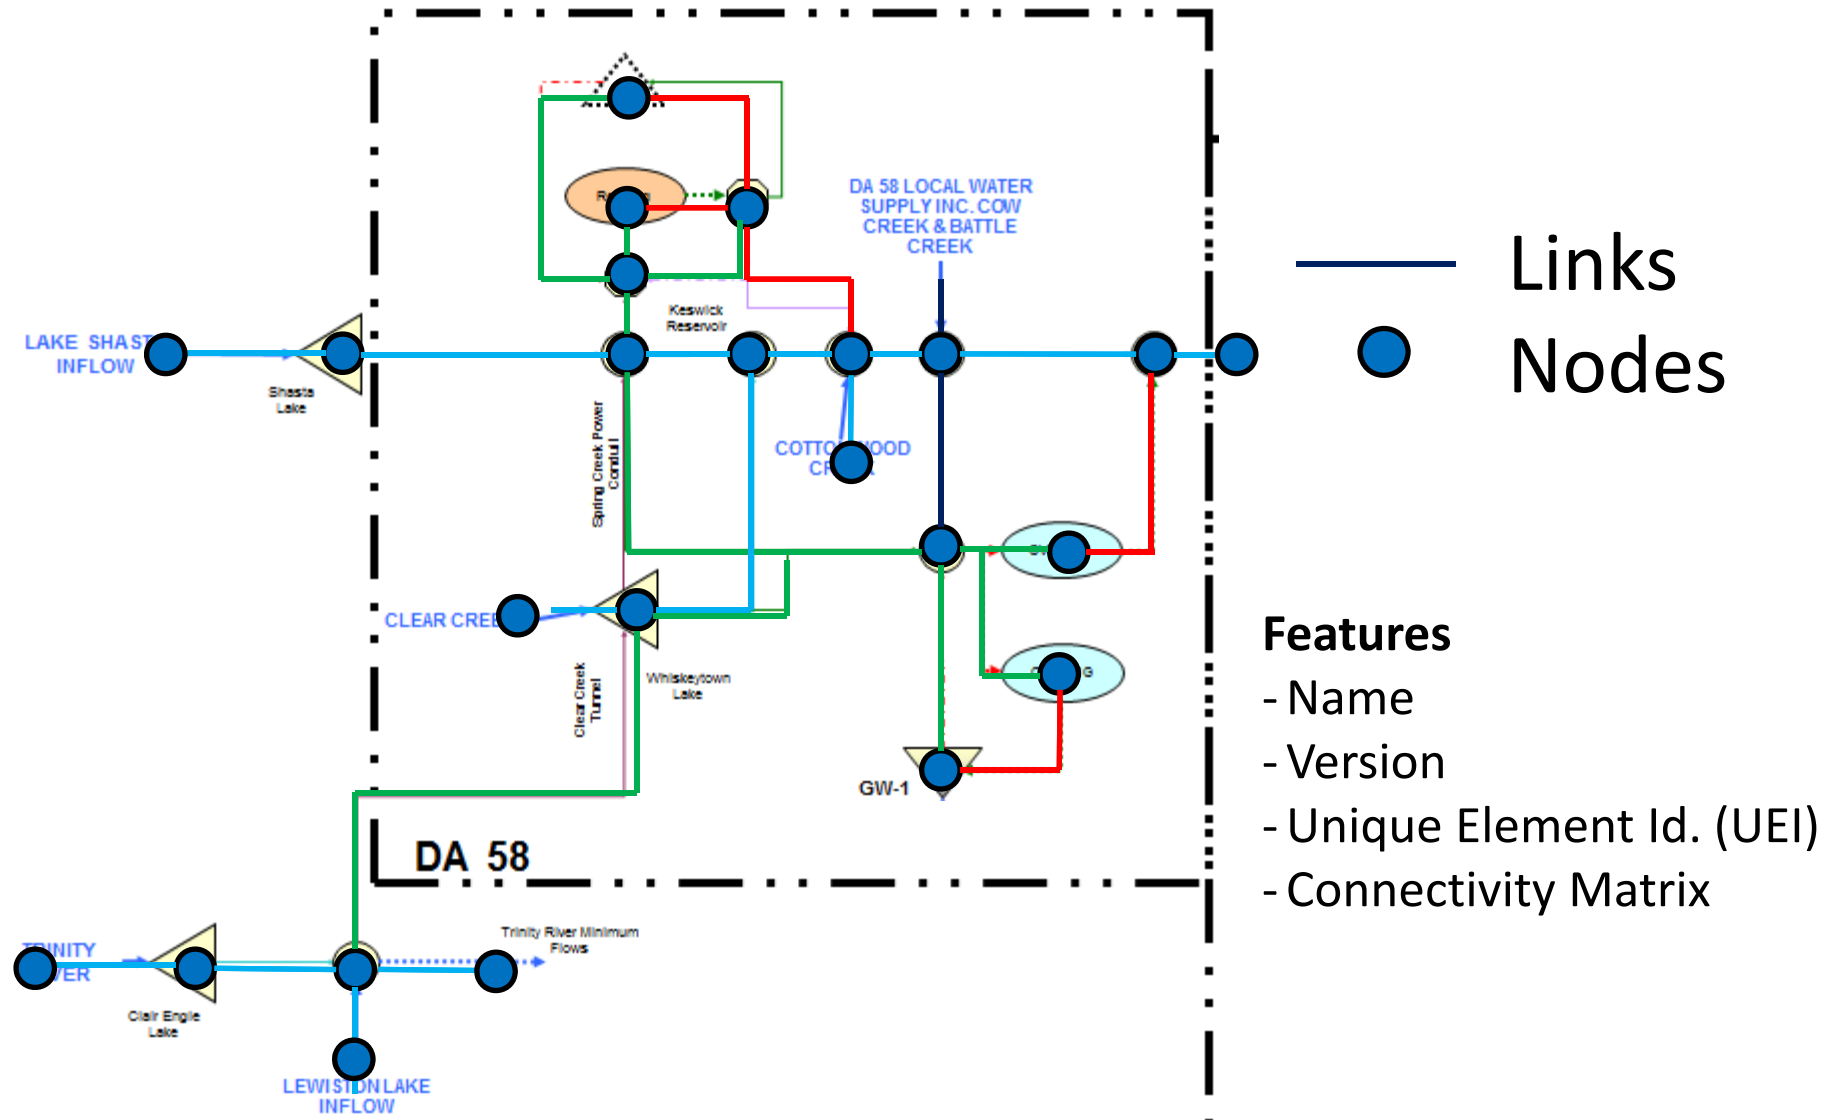 DA 58 LOCAL WATER
SUPPLY INC. COW
CREEK & BATTLE
CREEK
Links
Nodes
Keswick
Reservoir
LAKE SHAST
INFLOW
Shasta
Lake
Spring Creek Power
Conduit
CLEAR CREE
Clear Creek
Tunnel
Whiskeytown
Lake
GW-1
Features
- Name
- Version
- Unique Element Id. (UEI)
- Connectivity Matrix
DA 58
Trinity River Minimum
Flows
Clair Engle
Lake
LEWISTON LAKE
INFLOW